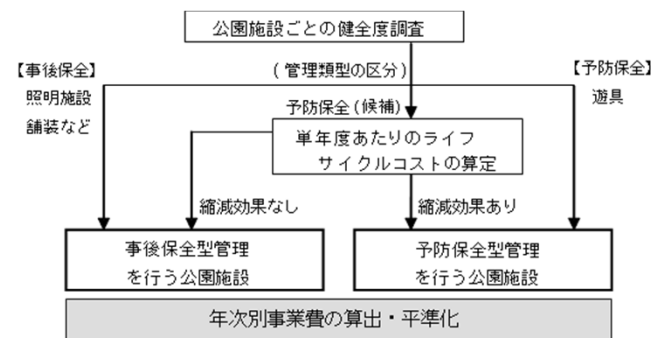 公園施設ごとの健全度調査
【事後保全】
照明施設
舗装など
(管理類型の区分)
【予防保全】
遊具
予防保全(候補)
単年度あたりのライフ
サイクルコストの算定
縮減効果なし
縮減効果あり
事後保全型管理
を行う公園施設
予防保全型管理
を行う公園施設
年次別事業費の算出・平準化